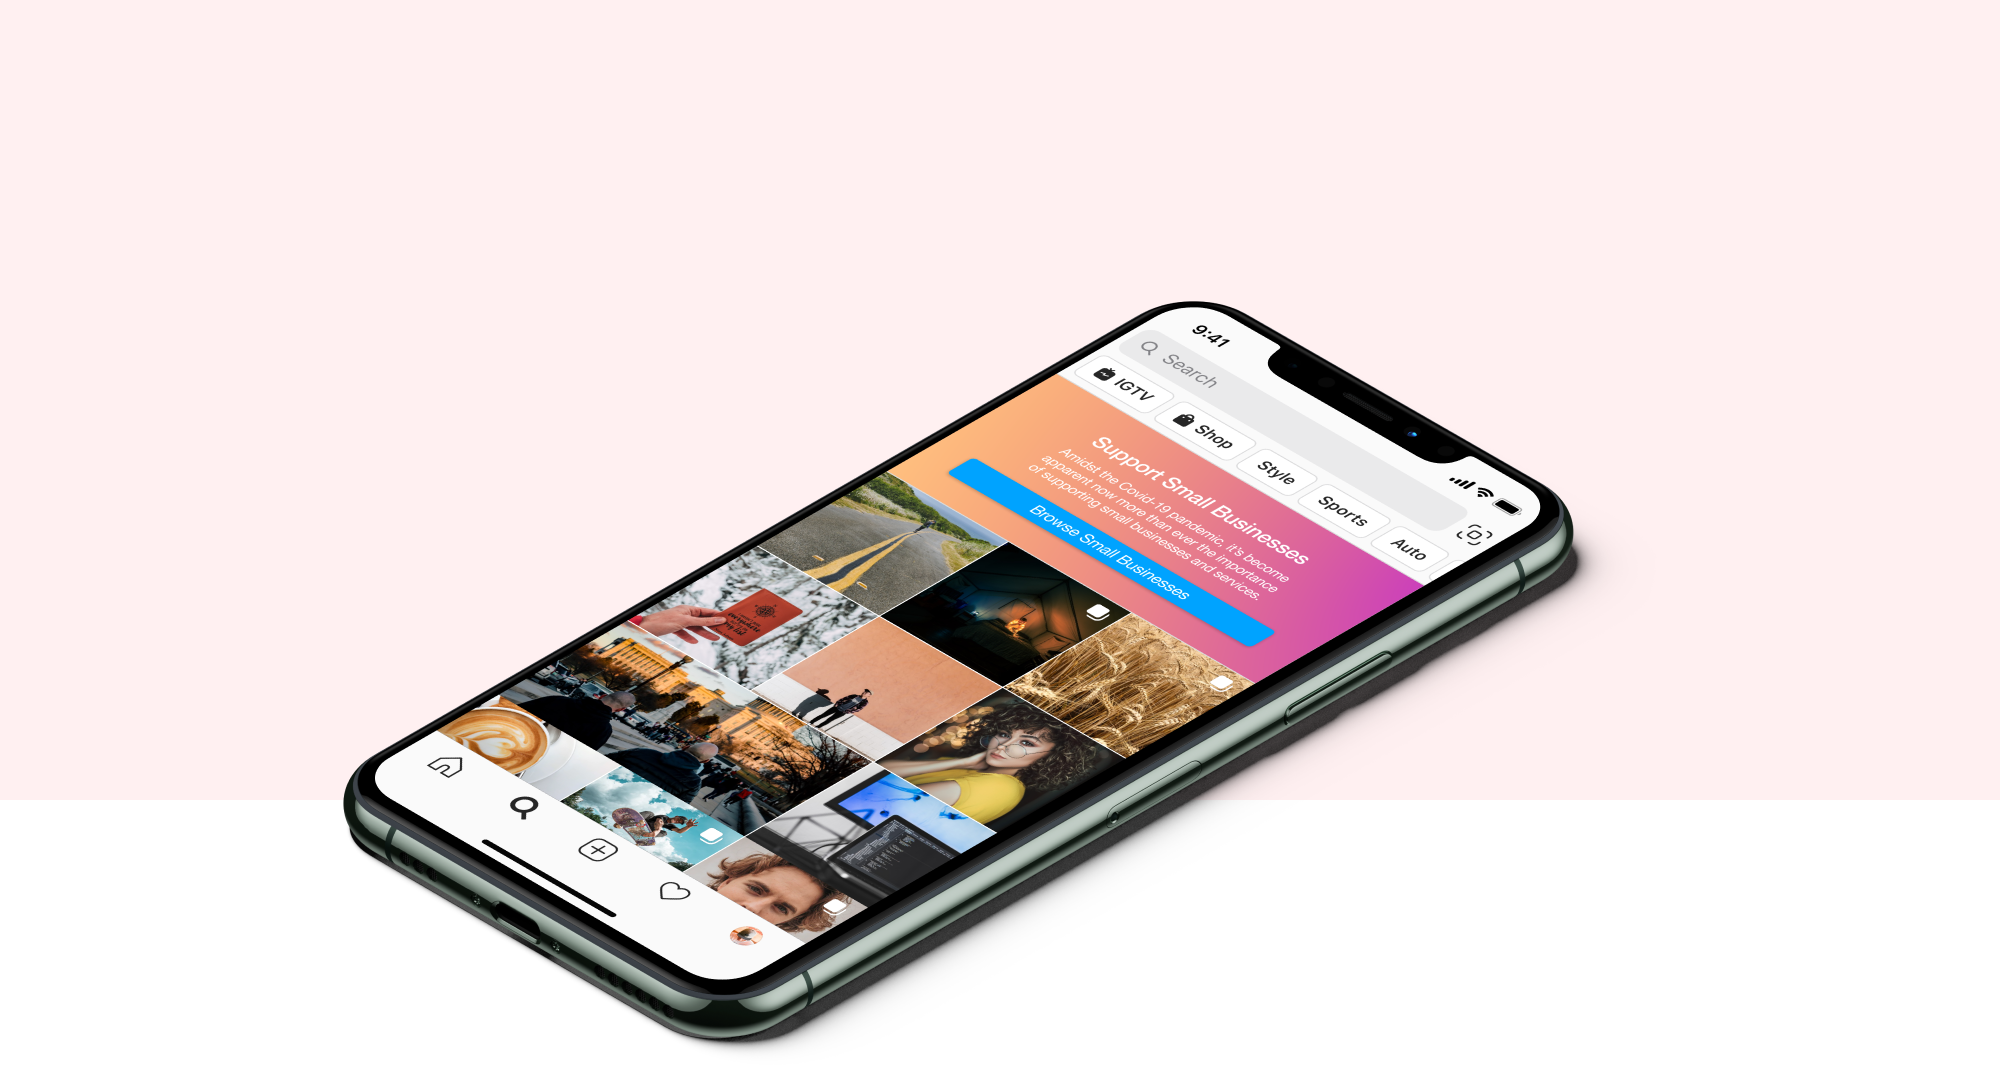 9:41
Search
IGTV
Shop
Style
Sports
Auto
Support Small Businesses
Amidst the Covid-19 pandemic, it's become
apparent now more than ever the importance
of supporting small businesses and services.
Browse Small Businesses